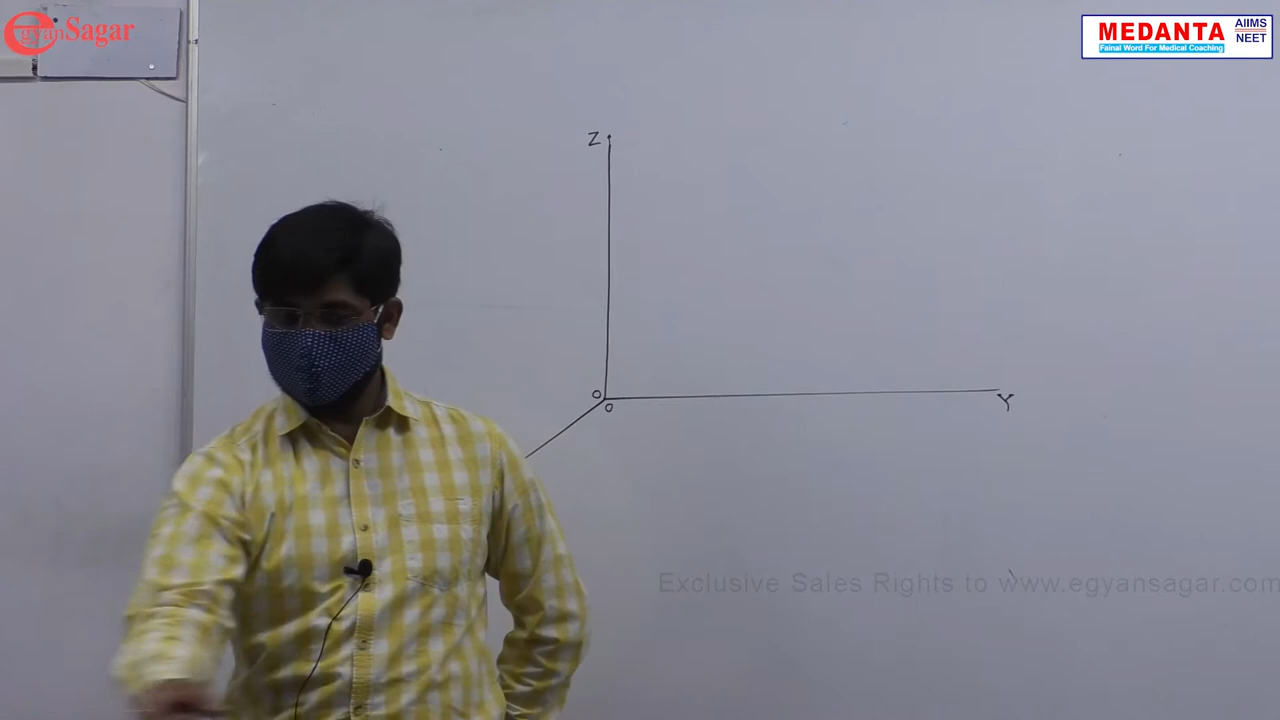 egyanSagar
MEDANTA
AIIMS
NEET
Fainal Word For Medical Coaching
Z
O
O
Y
Exclusive Sales Rights to www.egyansagar.com